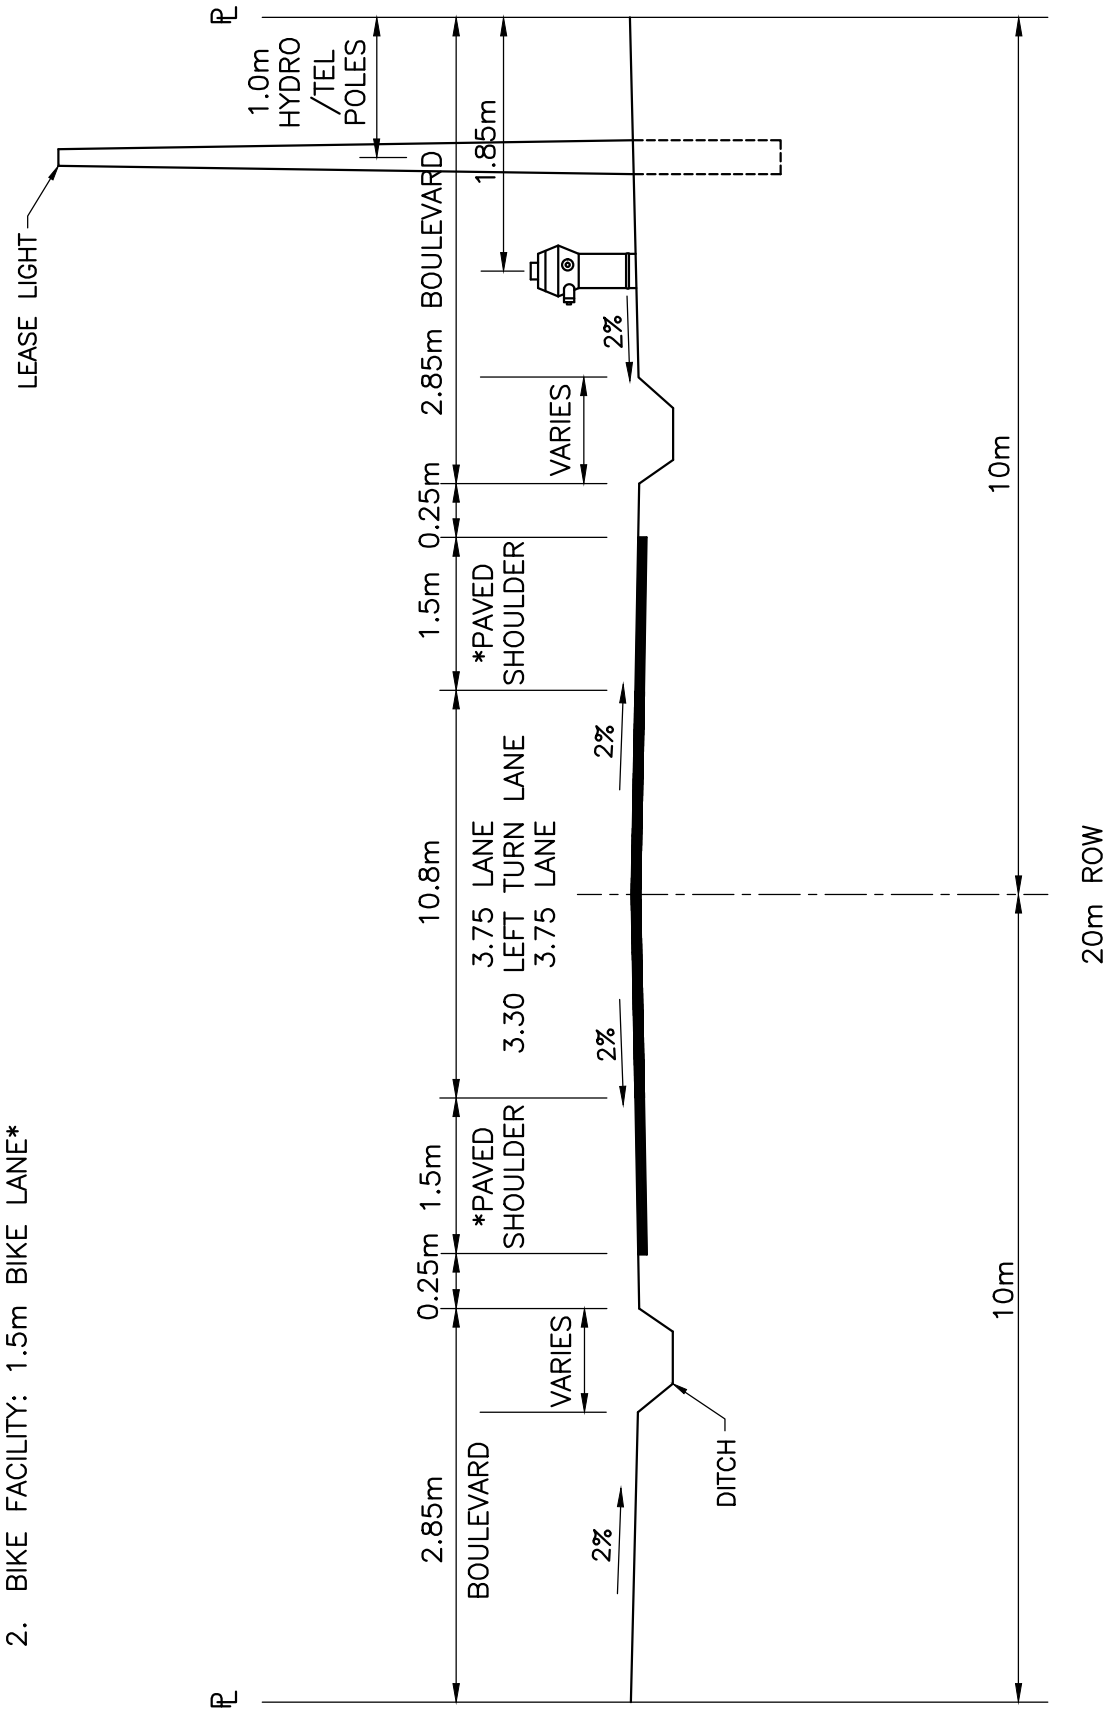 2. BIKE FACILITY: 1.5m BIKE LANE*
LEASE LIGHT
℄
℄
1.0m
HYDRO
/TEL
POLES
2.85m
BOULEVARD
0.25m
1.5m
*PAVED
SHOULDER
10.8m
3.75 LANE
3.30 LEFT TURN LANE
3.75 LANE
1.5m
*PAVED
SHOULDER
0.25m
2.85m BOULEVARD
1.85m
VARIES
VARIES
2%
2%
2%
2%
DITCH
10m
10m
20m ROW